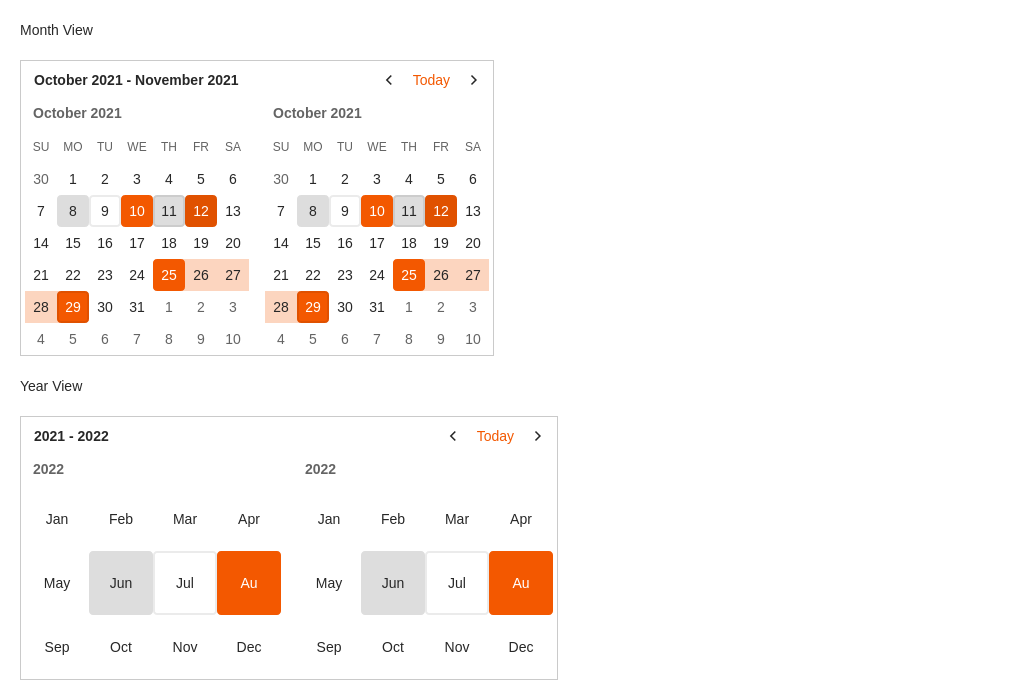 Month View
October 2021 - November 2021 Today
October 2021 October 2021
SU MO TU WE TH FR SA SU MO TU WE TH FR SA
30 1 2 3 4 5 6 30 1 2 3 4 5 6
7 8 9 10 11 12 13 7 8 9 10 11 12 13
14 15 16 17 18 19 20 14 15 16 17 18 19 20
21 22 23 24 25 26 27 21 22 23 24 25 26 27
28 29 30 31 1 2 3 28 29 30 31 1 2 3
4 5 6 7 8 9 10 4 5 6 7 8 9 10
Year View
2021 - 2022 Today
2022 2022
Jan Feb Mar Apr Jan Feb Mar Apr
May Jun Jul Au May Jun Jul Au
Sep Oct Nov Dec Sep Oct Nov Dec